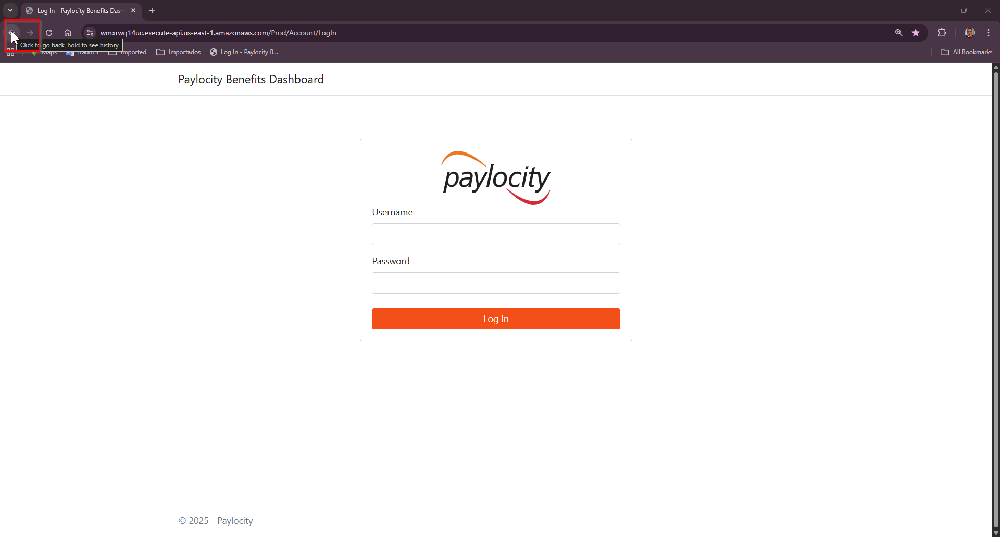 Log In - Paylocity Benefits Dash
wmxrwq14uc.execute-api.us-east-1.amazonaws.com/Prod/Account/LogIn
Click to go back, hold to see history
Maps
Traducir
Imported
Importados
Log In - Paylocity B...
All Bookmarks
Paylocity Benefits Dashboard
paylocity
Username
Password
Log In
© 2025 - Paylocity